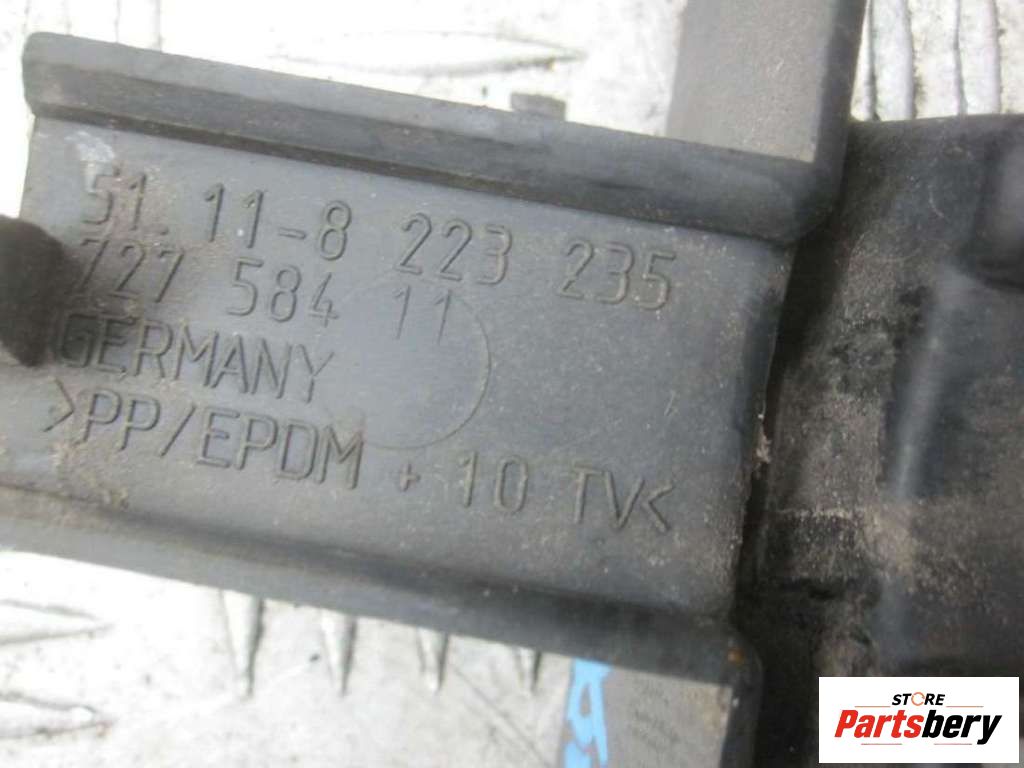 51.11-8 223 235
727 584 11
GERMANY
>PP/EPDM + 10 TV<
STORE
Partsbery